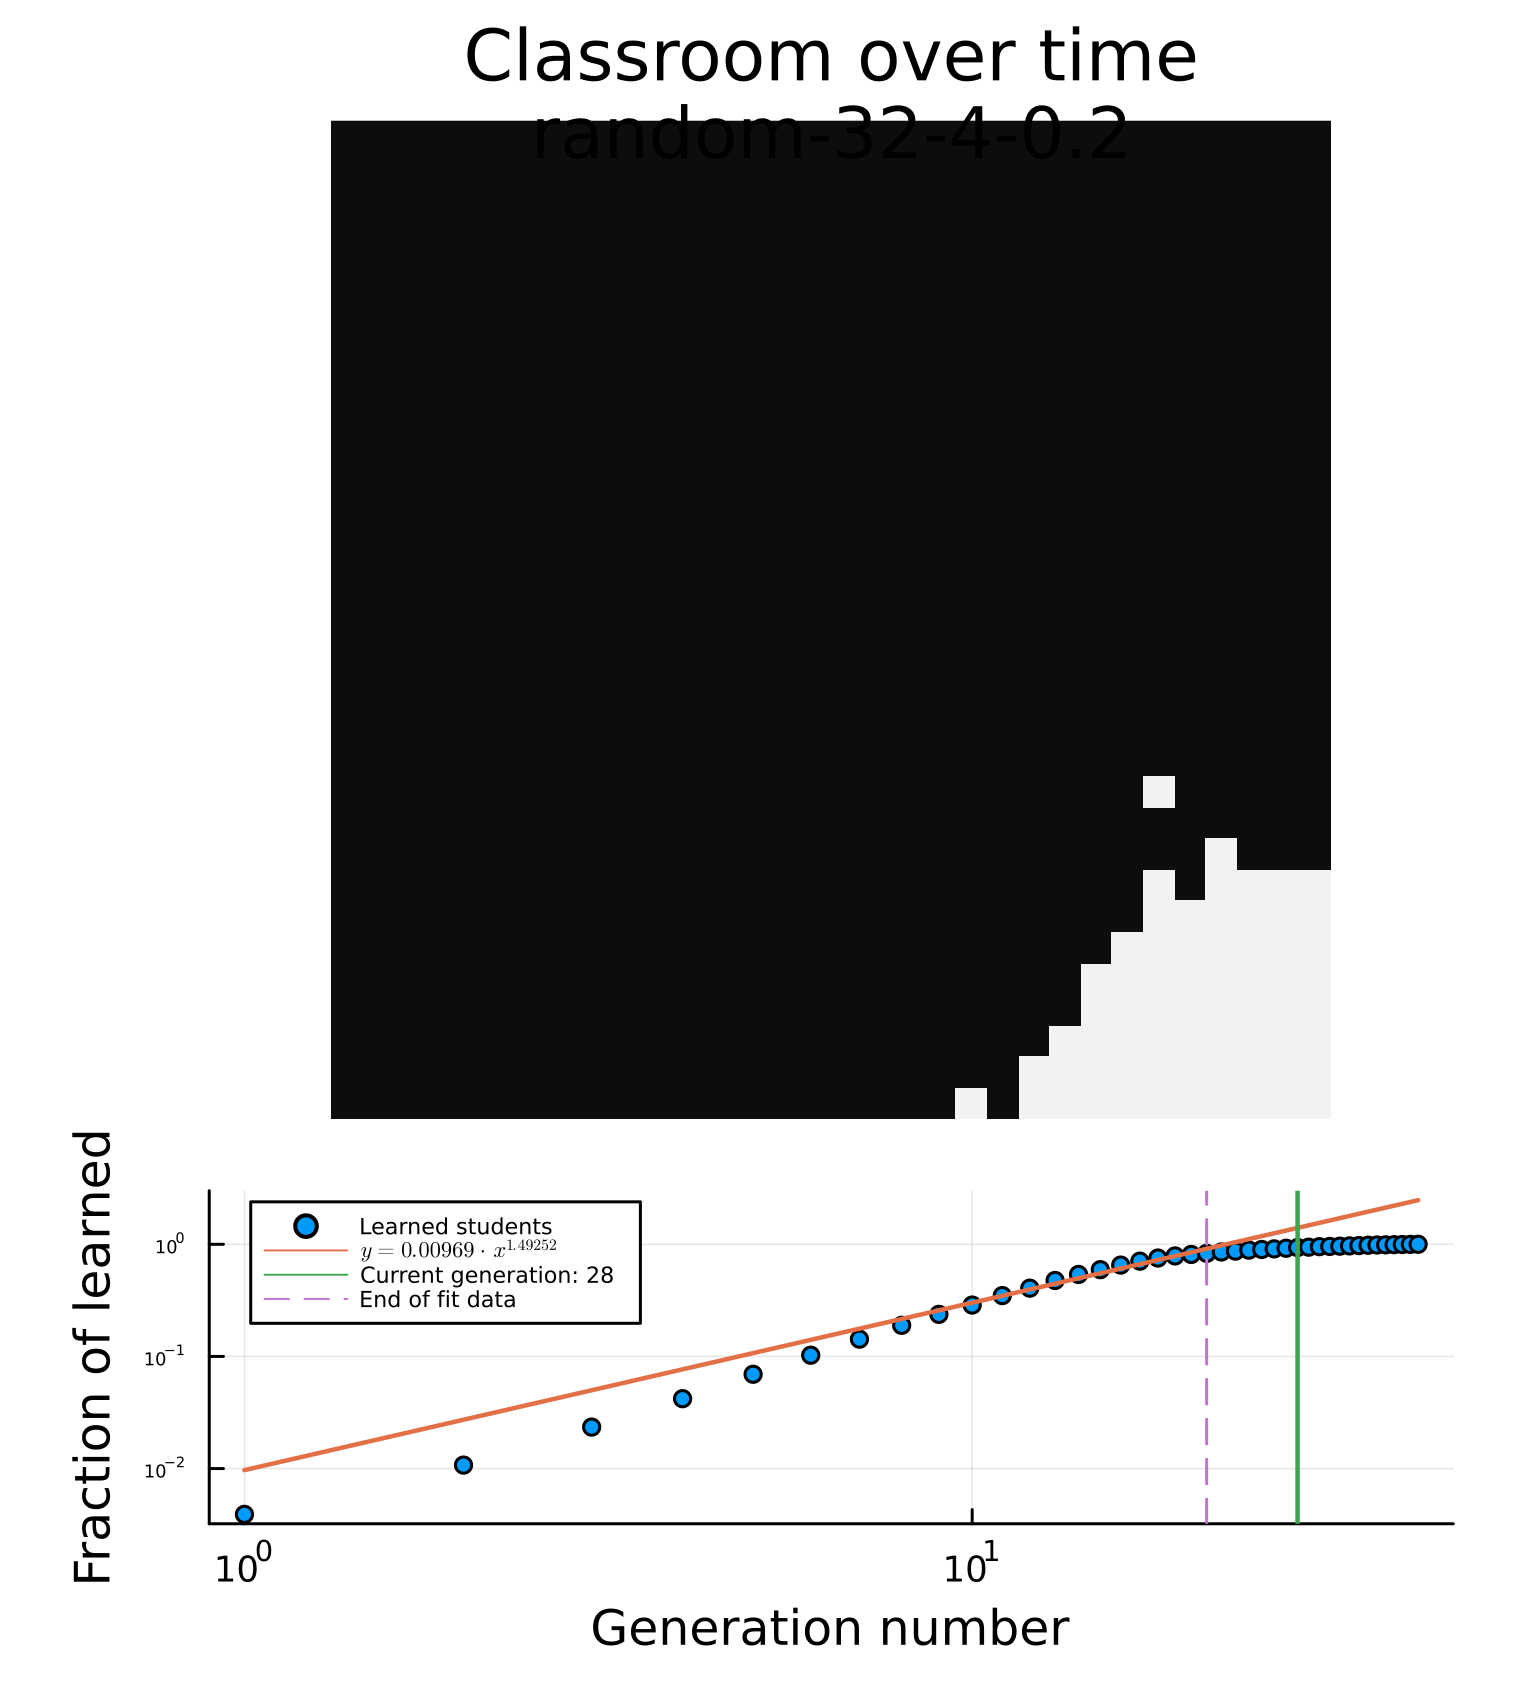 Classroom over time
random-32-4-0.2
Fraction of learned
Learned students
y = 0.00969 · x^1.49252
Current generation: 28
End of fit data
10^0
10^-1
10^-2
10^0
10^1
Generation number